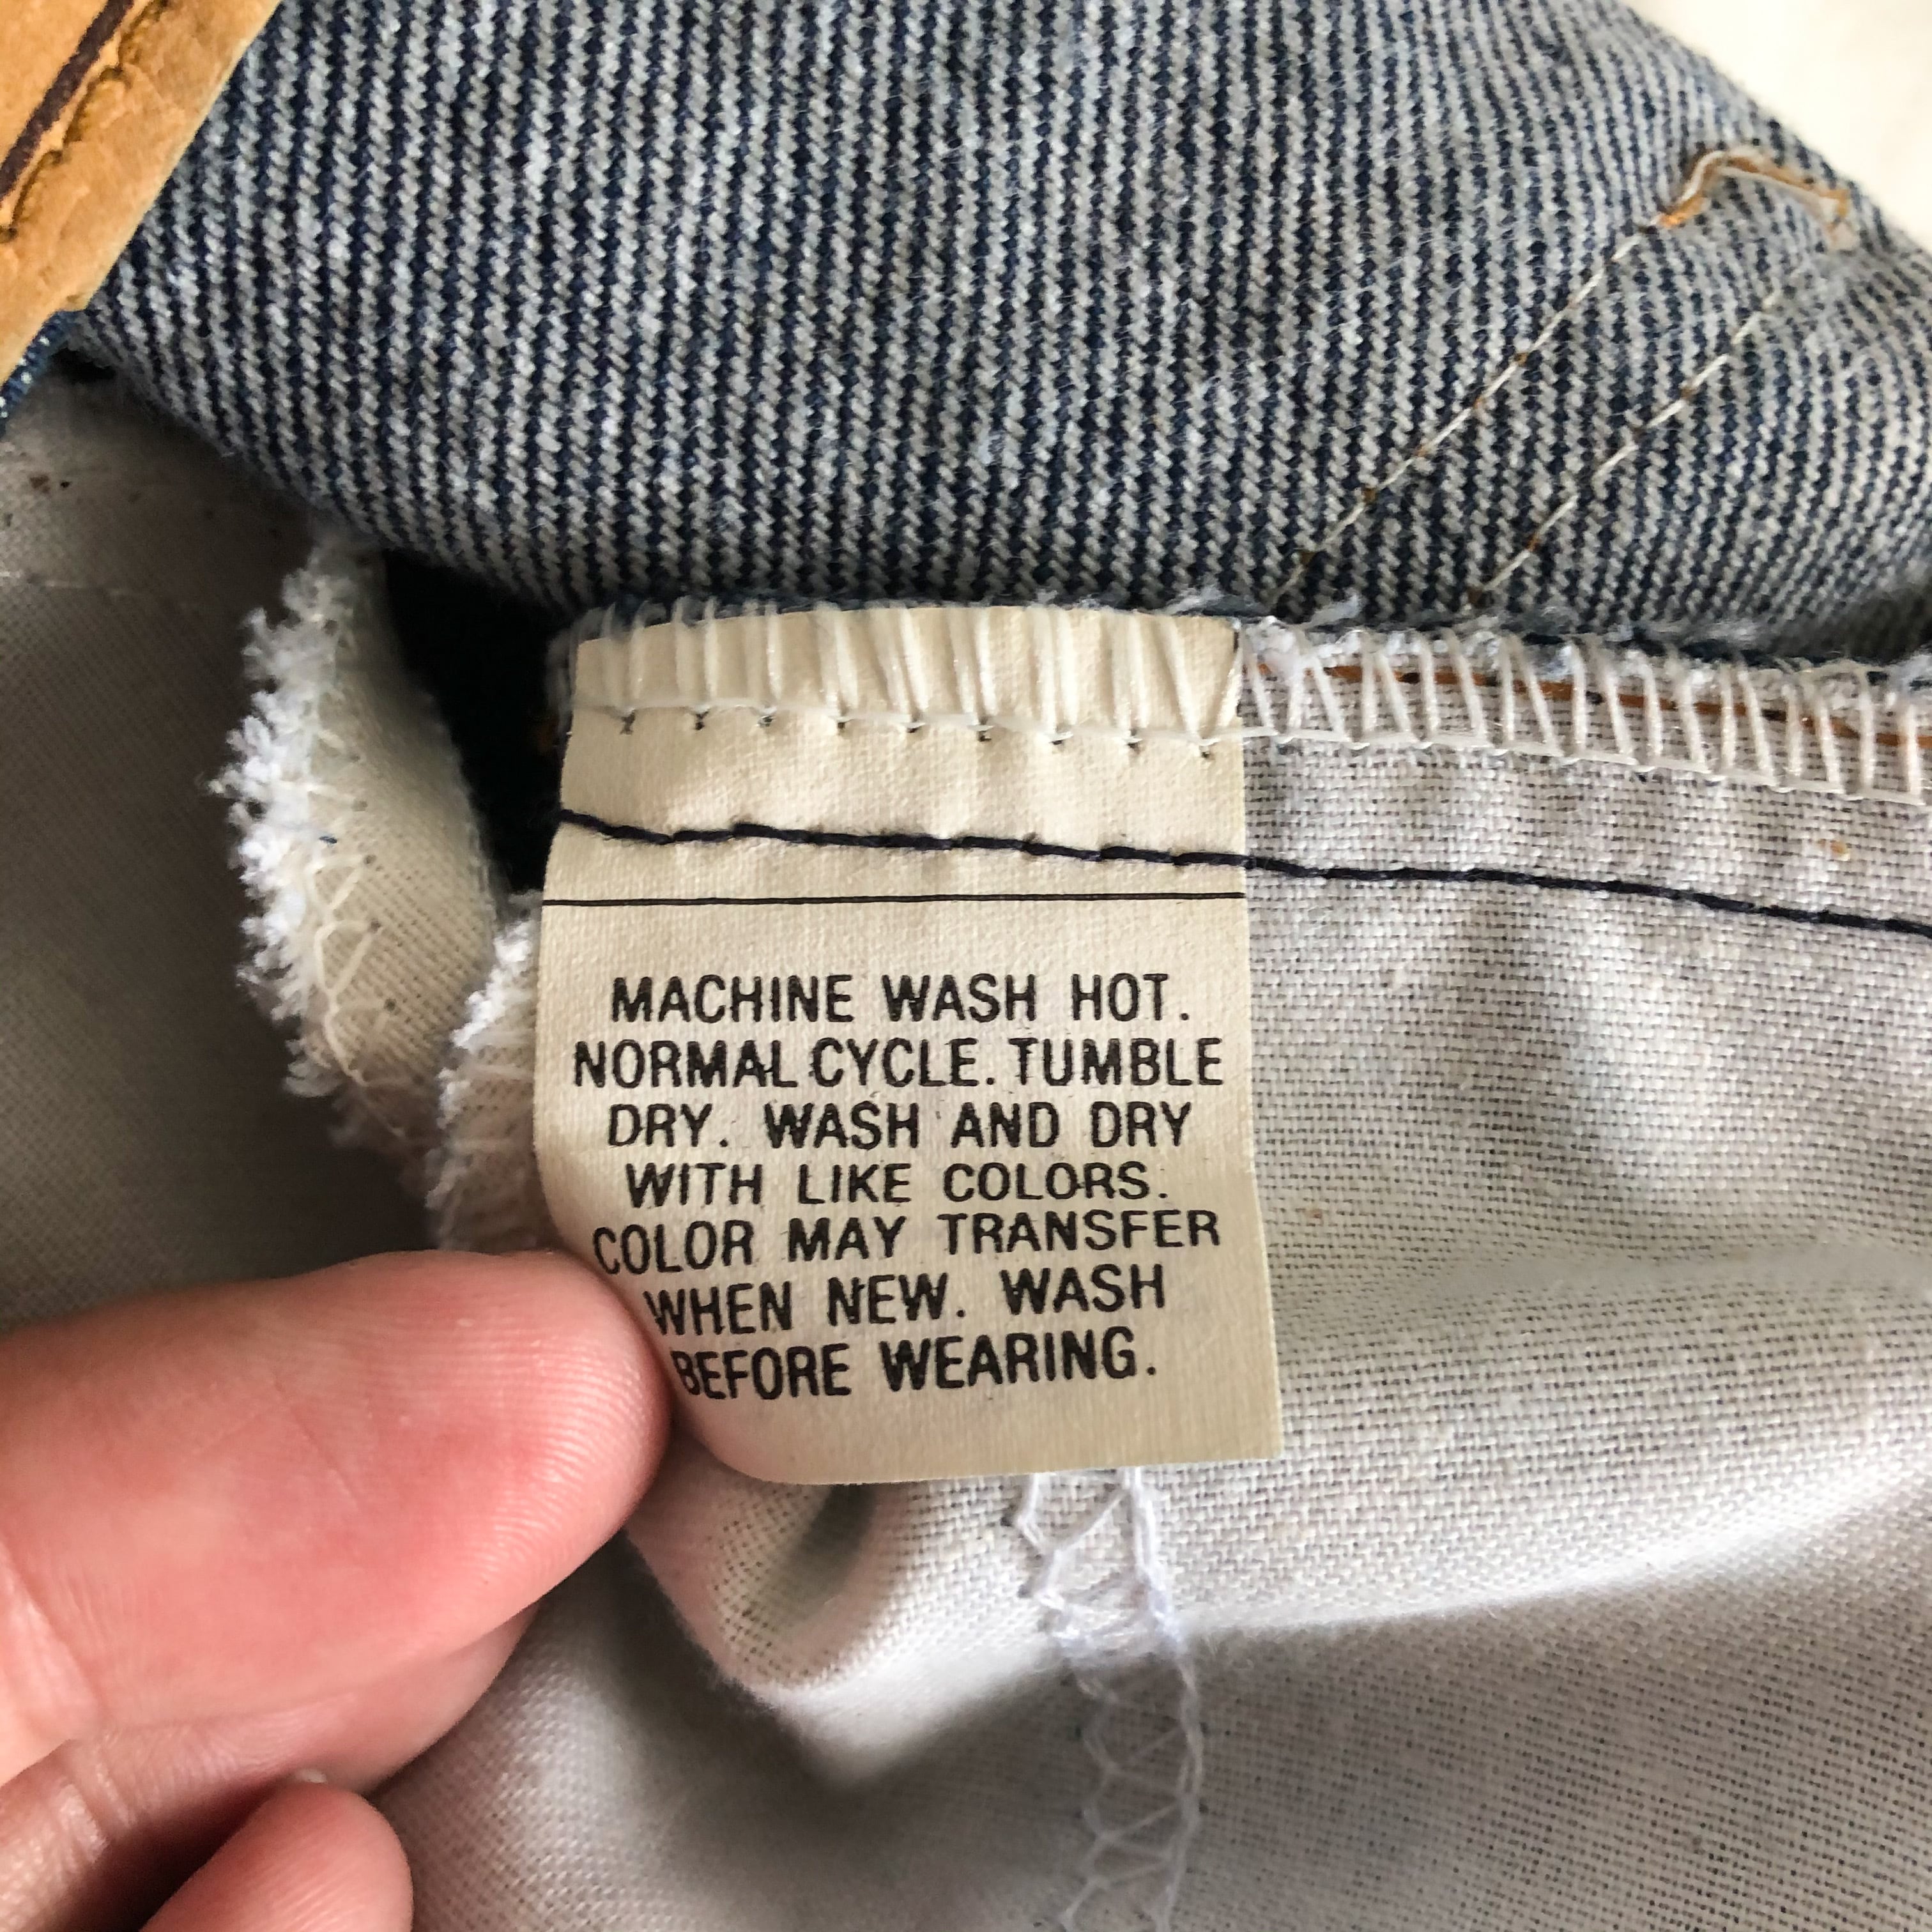 MACHINE WASH HOT.
NORMAL CYCLE. TUMBLE
DRY. WASH AND DRY
WITH LIKE COLORS.
COLOR MAY TRANSFER
WHEN NEW. WASH
BEFORE WEARING.